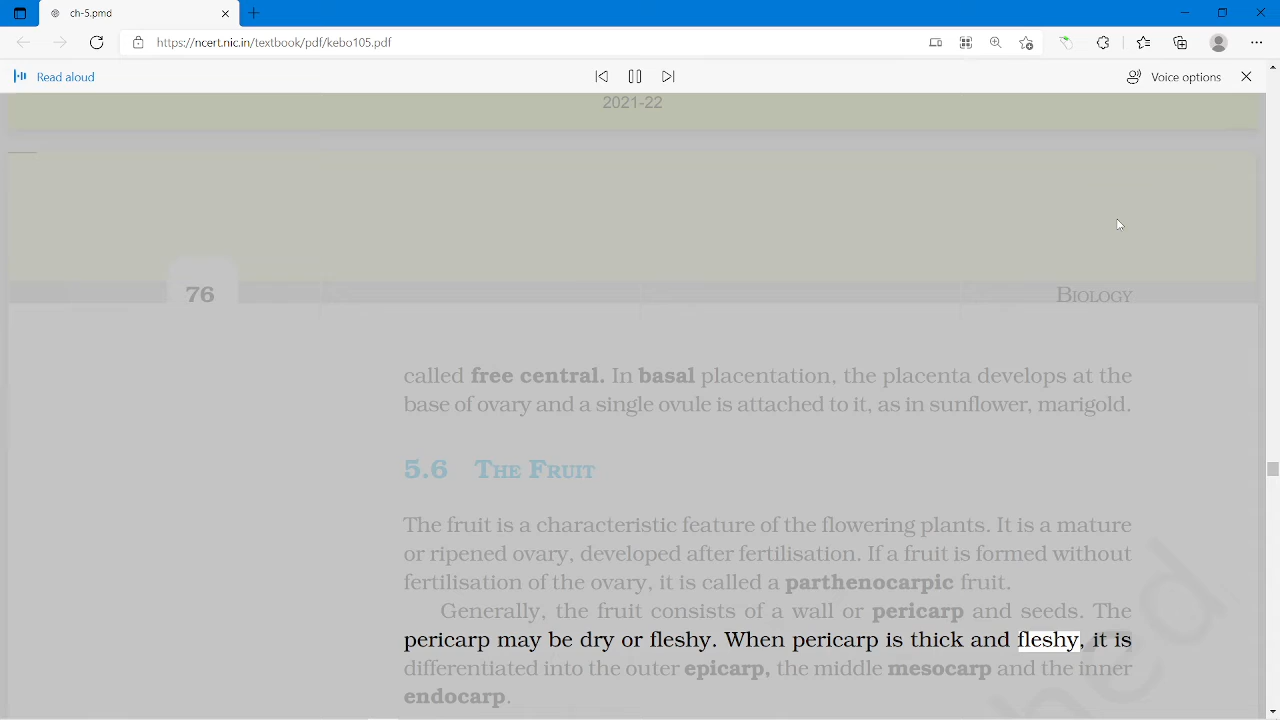 ch-5.pmd
https://ncert.nic.in/textbook/pdf/kebo105.pdf
Read aloud
Voice options
2021-22
76
BIOLOGY
called free central. In basal placentation, the placenta develops at the
base of ovary and a single ovule is attached to it, as in sunflower, marigold.
5.6 THE FRUIT
The fruit is a characteristic feature of the flowering plants. It is a mature
or ripened ovary, developed after fertilisation. If a fruit is formed without
fertilisation of the ovary, it is called a parthenocarpic fruit.
Generally, the fruit consists of a wall or pericarp and seeds. The
pericarp may be dry or fleshy. When pericarp is thick and fleshy, it is
differentiated into the outer epicarp, the middle mesocarp and the inner
endocarp.